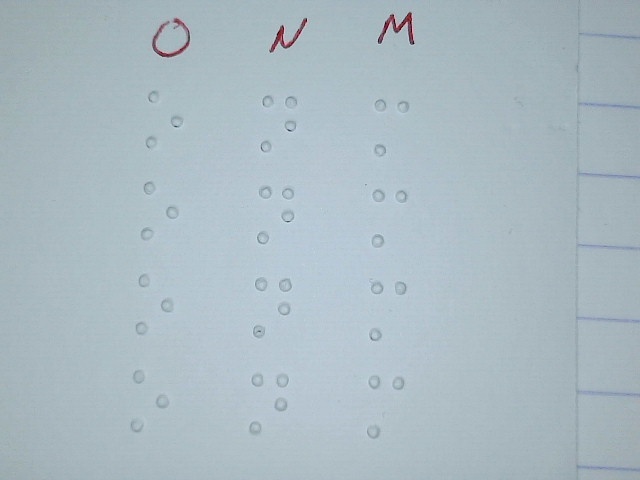 O N M
⠕ ⠝ ⠍
⠕ ⠝ ⠍
⠕ ⠝ ⠍
⠕ ⠝ ⠍